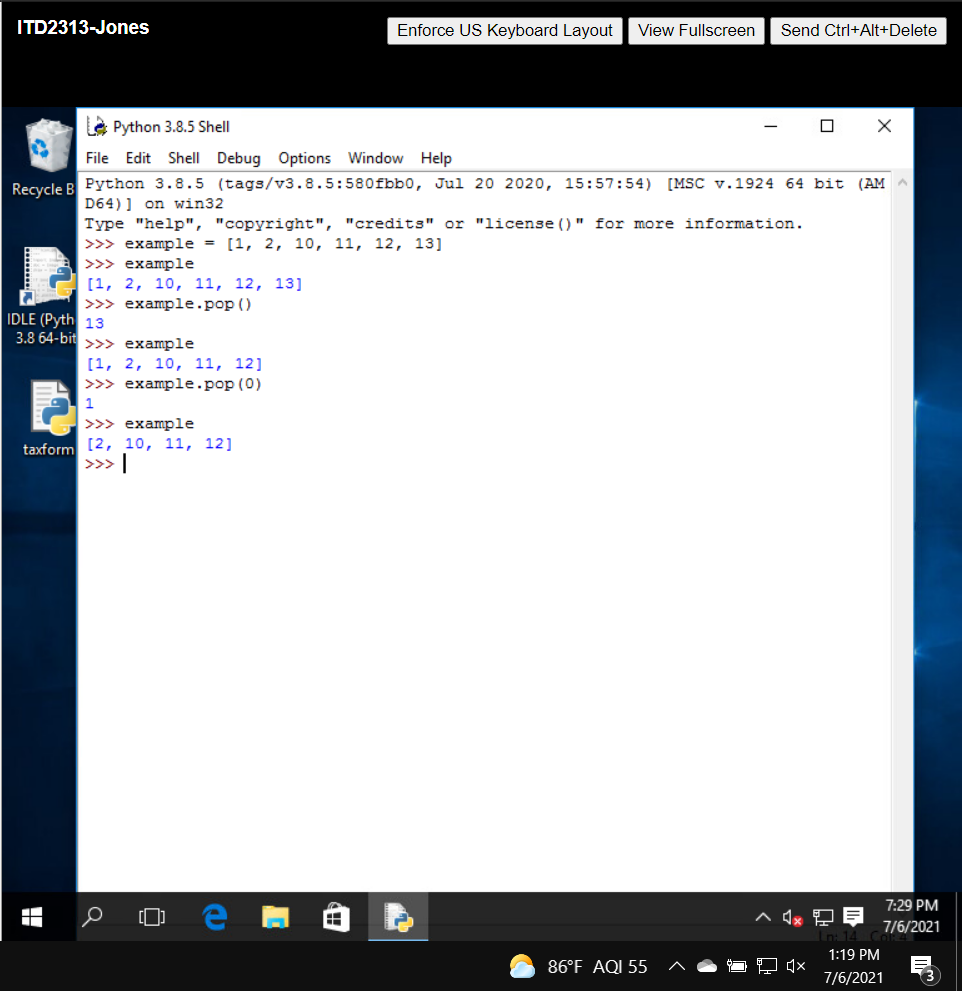 ITD2313-Jones
Enforce US Keyboard Layout
View Fullscreen
Send Ctrl+Alt+Delete
Recycle B
IDLE (Pyth
3.8 64-bit
taxform
Python 3.8.5 Shell
File Edit Shell Debug Options Window Help
Python 3.8.5 (tags/v3.8.5:580fbb0, Jul 20 2020, 15:57:54) [MSC v.1924 64 bit (AM
D64)] on win32
Type "help", "copyright", "credits" or "license()" for more information.
>>> example = [1, 2, 10, 11, 12, 13]
>>> example
[1, 2, 10, 11, 12, 13]
>>> example.pop()
13
>>> example
[1, 2, 10, 11, 12]
>>> example.pop(0)
1
>>> example
[2, 10, 11, 12]
>>>
7:29 PM
7/6/2021
Ln: 14 Col: 4
86°F AQI 55
1:19 PM
7/6/2021
3